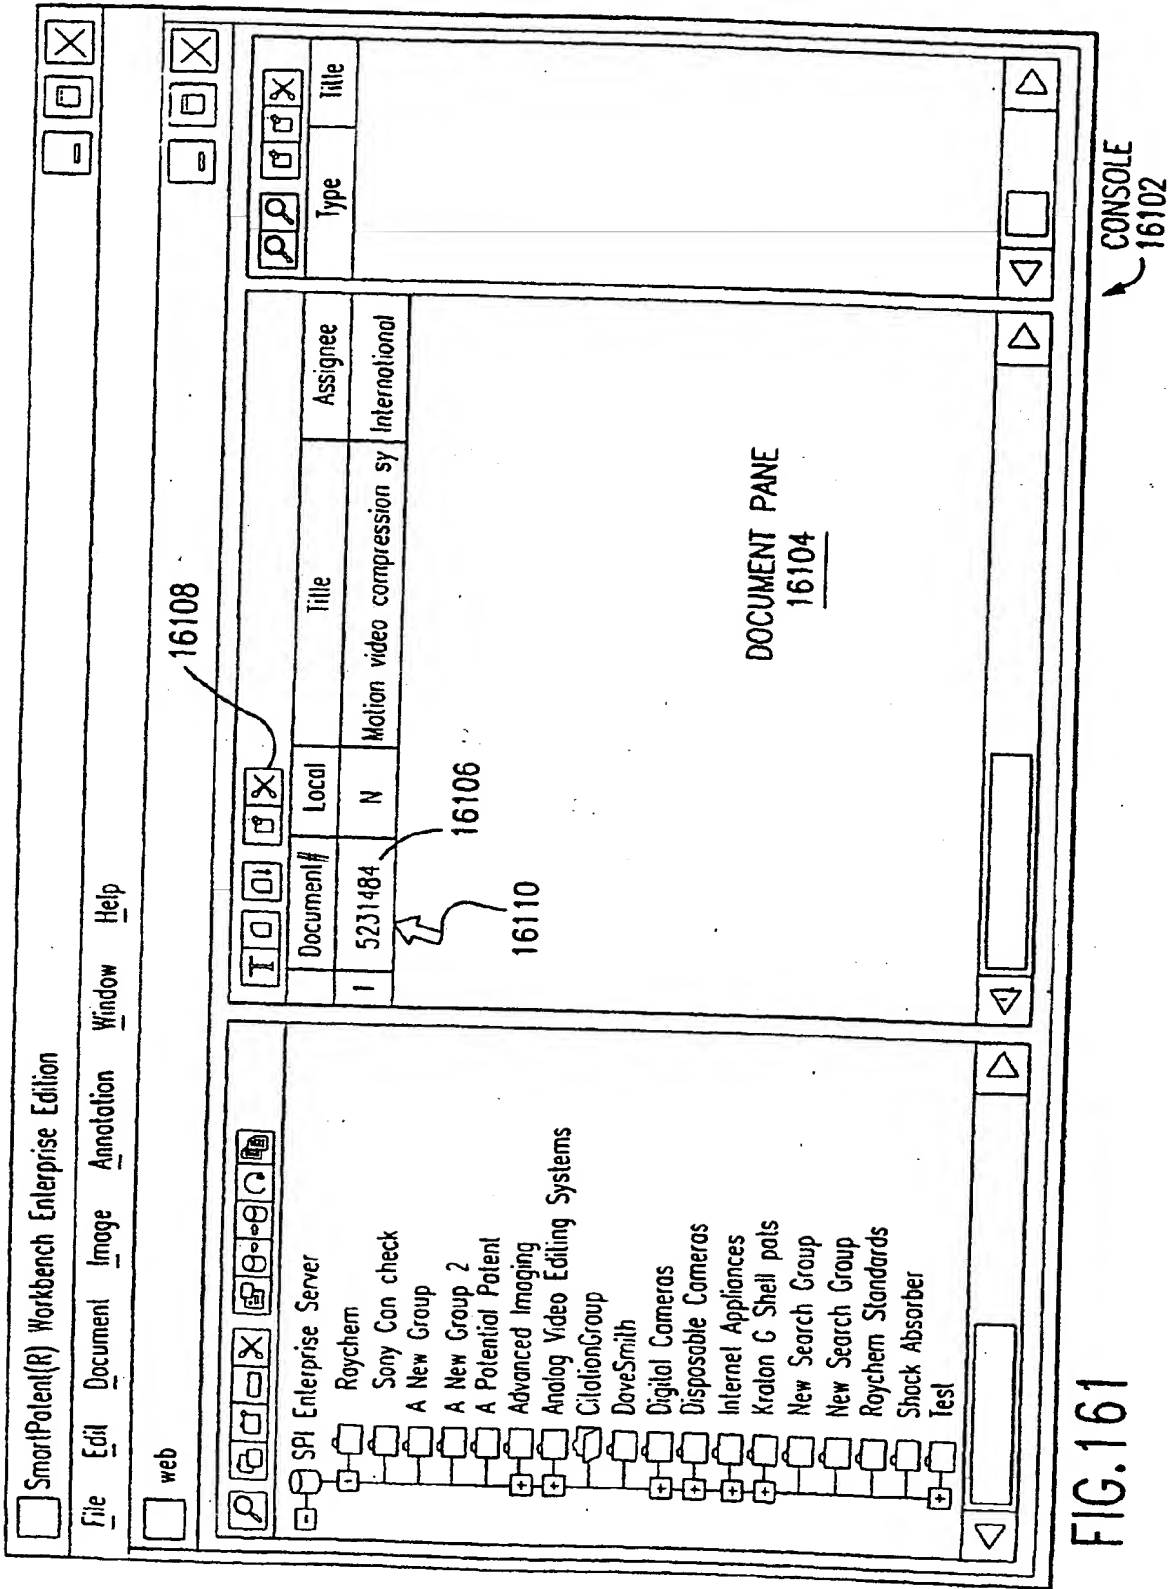 SmartPatent(R) Workbench Enterprise Edition
File Edit Document Image Annotation Window Help
web
SPI Enterprise Server
Raychem
Sony Can check
A New Group
A New Group 2
A Potential Patent
Advanced Imaging
Analog Video Editing Systems
CitationGroup
DaveSmith
Digital Cameras
Disposable Cameras
Internet Appliances
Kraton G Shell pats
New Search Group
New Search Group
Raychem Standards
Shock Absorber
Test
16108
Document# Local Title Assignee
1 5231484 N Motion video compression sy International
16106
16110
DOCUMENT PANE
16104
Type Title
CONSOLE
16102
FIG.161